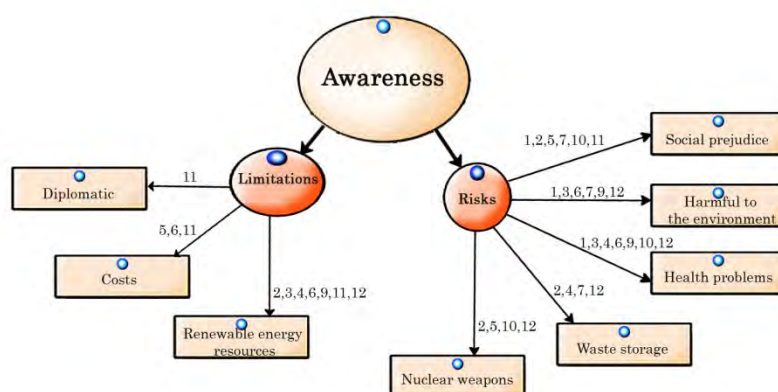 Awareness
Limitations
Risks
1,2,5,7,10,11
Social prejudice
11
Diplomatic
1,3,6,7,9,12
Harmful to
the environment
5,6,11
Costs
1,3,4,6,9,10,12
Health problems
2,3,4,6,9,11,12
Renewable energy
resources
2,4,7,12
Waste storage
2,5,10,12
Nuclear weapons